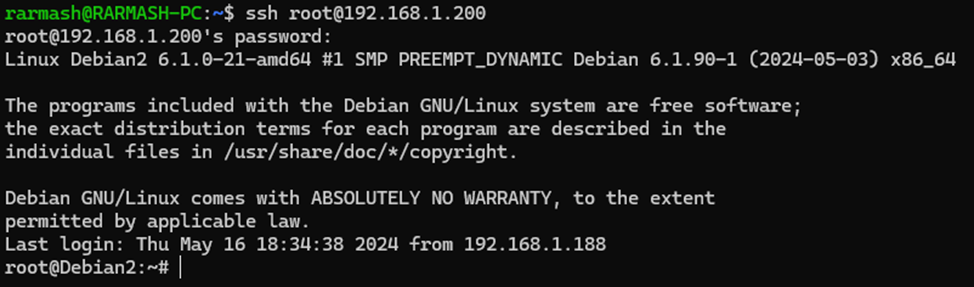 rarmash@RARMASH-PC:~$ ssh root@192.168.1.200
root@192.168.1.200's password:
Linux Debian2 6.1.0-21-amd64 #1 SMP PREEMPT_DYNAMIC Debian 6.1.90-1 (2024-05-03) x86_64

The programs included with the Debian GNU/Linux system are free software;
the exact distribution terms for each program are described in the
individual files in /usr/share/doc/*/copyright.

Debian GNU/Linux comes with ABSOLUTELY NO WARRANTY, to the extent
permitted by applicable law.
Last login: Thu May 16 18:34:38 2024 from 192.168.1.188
root@Debian2:~#